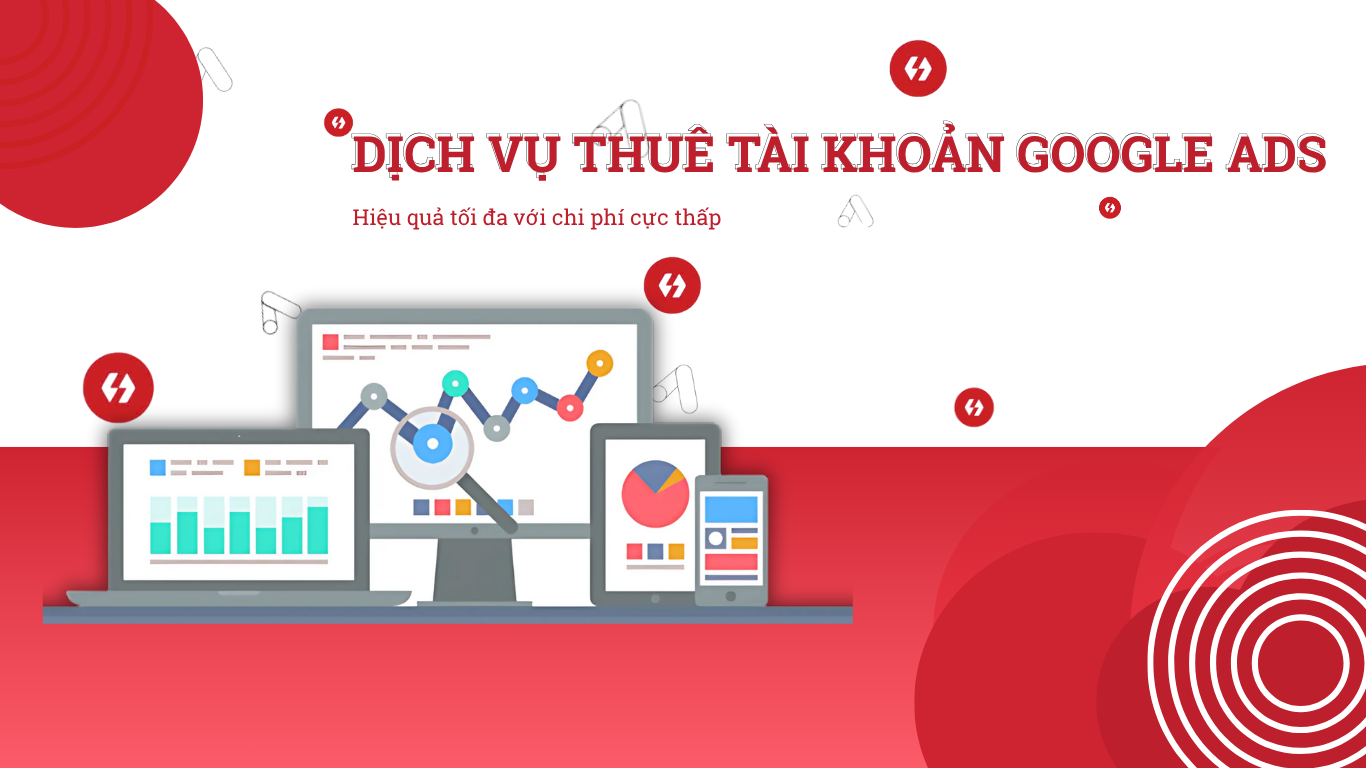 DỊCH VỤ THUÊ TÀI KHOẢN GOOGLE ADS
Hiệu quả tối đa với chi phí cực thấp